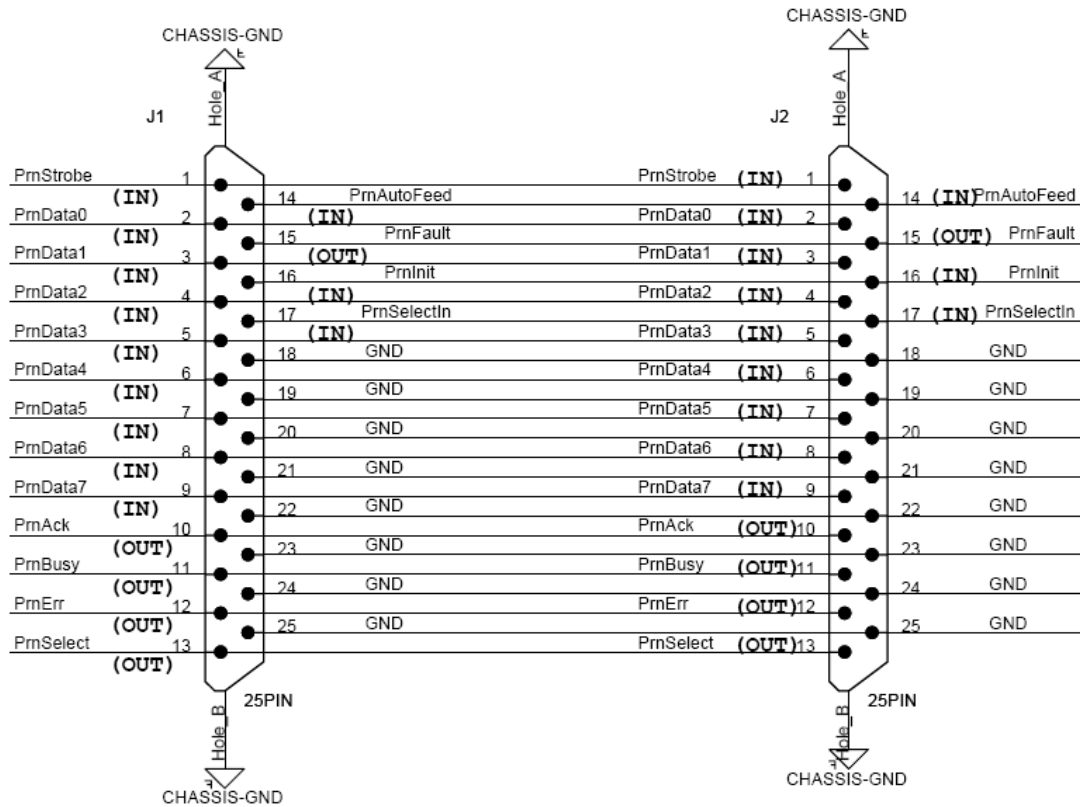 CHASSIS-GND
CHASSIS-GND
Hole_A
Hole_A
J1
J2
PrnStrobe 1 PrnStrobe (IN) 1
(IN) 14 PrnAutoFeed 14 (IN) PrnAutoFeed
PrnData0 2 (IN) PrnData0 (IN) 2
(IN) 15 PrnFault 15 (OUT) PrnFault
PrnData1 3 (OUT) PrnData1 (IN) 3
(IN) 16 PrnInit 16 (IN) PrnInit
PrnData2 4 (IN) PrnData2 (IN) 4
(IN) 17 PrnSelectIn 17 (IN) PrnSelectIn
PrnData3 5 (IN) PrnData3 (IN) 5
(IN) 18 GND 18 GND
PrnData4 6 PrnData4 (IN) 6
(IN) 19 GND 19 GND
PrnData5 7 PrnData5 (IN) 7
(IN) 20 GND 20 GND
PrnData6 8 PrnData6 (IN) 8
(IN) 21 GND 21 GND
PrnData7 9 PrnData7 (IN) 9
(IN) 22 GND 22 GND
PrnAck 10 PrnAck (OUT) 10
(OUT) 23 GND 23 GND
PrnBusy 11 PrnBusy (OUT) 11
(OUT) 24 GND 24 GND
PrnErr 12 PrnErr (OUT) 12
(OUT) 25 GND 25 GND
PrnSelect 13 PrnSelect (OUT) 13
(OUT)
25PIN
25PIN
Hole_B
Hole_B
CHASSIS-GND
CHASSIS-GND